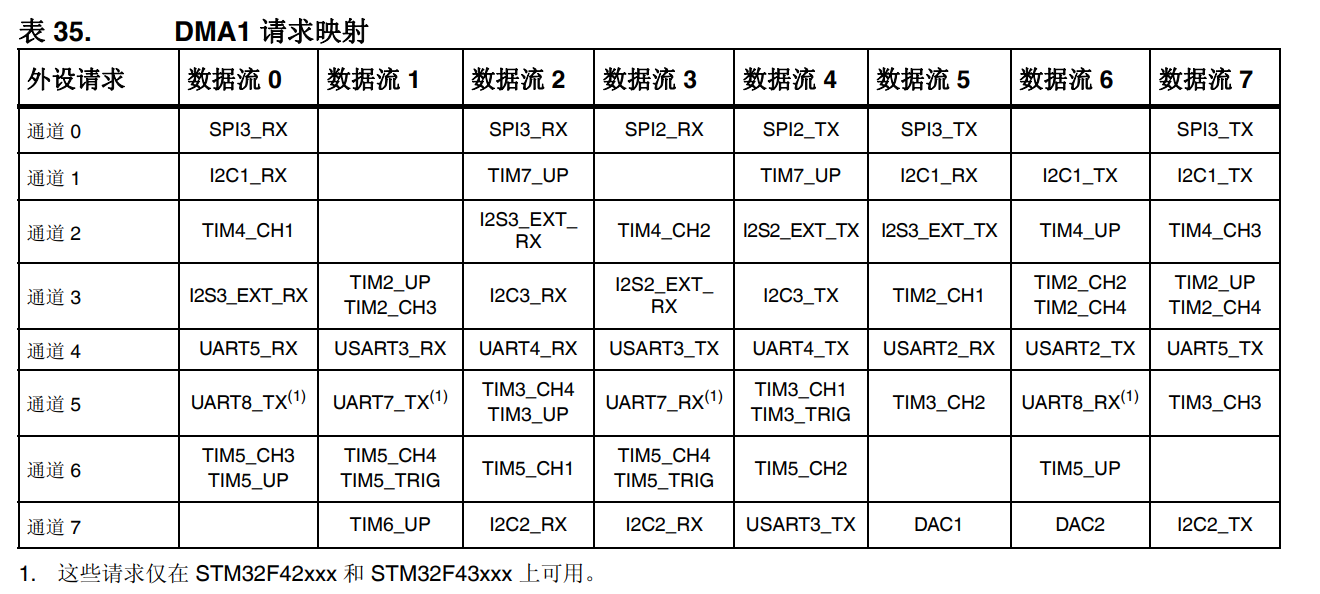 表 35. DMA1 请求映射
外设请求 数据流 0 数据流 1 数据流 2 数据流 3 数据流 4 数据流 5 数据流 6 数据流 7
通道 0 SPI3_RX SPI3_RX SPI2_RX SPI2_TX SPI3_TX SPI3_TX
通道 1 I2C1_RX TIM7_UP TIM7_UP I2C1_RX I2C1_TX I2C1_TX
通道 2 TIM4_CH1 I2S3_EXT_
RX TIM4_CH2 I2S2_EXT_TX I2S3_EXT_TX TIM4_UP TIM4_CH3
通道 3 I2S3_EXT_RX TIM2_UP
TIM2_CH3 I2C3_RX I2S2_EXT_
RX I2C3_TX TIM2_CH1 TIM2_CH2
TIM2_CH4 TIM2_UP
TIM2_CH4
通道 4 UART5_RX USART3_RX UART4_RX USART3_TX UART4_TX USART2_RX USART2_TX UART5_TX
通道 5 UART8_TX(1) UART7_TX(1) TIM3_CH4
TIM3_UP UART7_RX(1) TIM3_CH1
TIM3_TRIG TIM3_CH2 UART8_RX(1) TIM3_CH3
通道 6 TIM5_CH3
TIM5_UP TIM5_CH4
TIM5_TRIG TIM5_CH1 TIM5_CH4
TIM5_TRIG TIM5_CH2 TIM5_UP
通道 7 TIM6_UP I2C2_RX I2C2_RX USART3_TX DAC1 DAC2 I2C2_TX
1. 这些请求仅在 STM32F42xxx 和 STM32F43xxx 上可用。